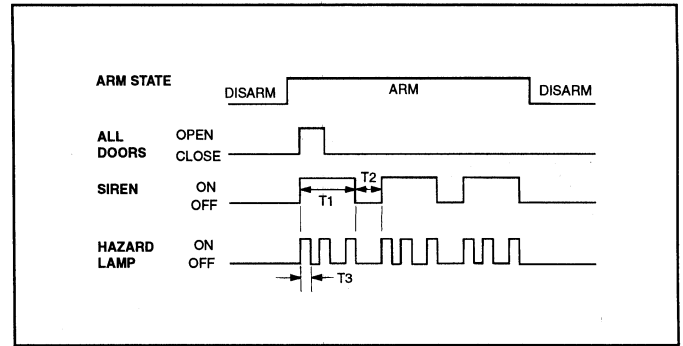 ARM STATE
DISARM ARM DISARM
ALL DOORS OPEN
CLOSE
SIREN ON
OFF
T1
T2
HAZARD LAMP ON
OFF
T3